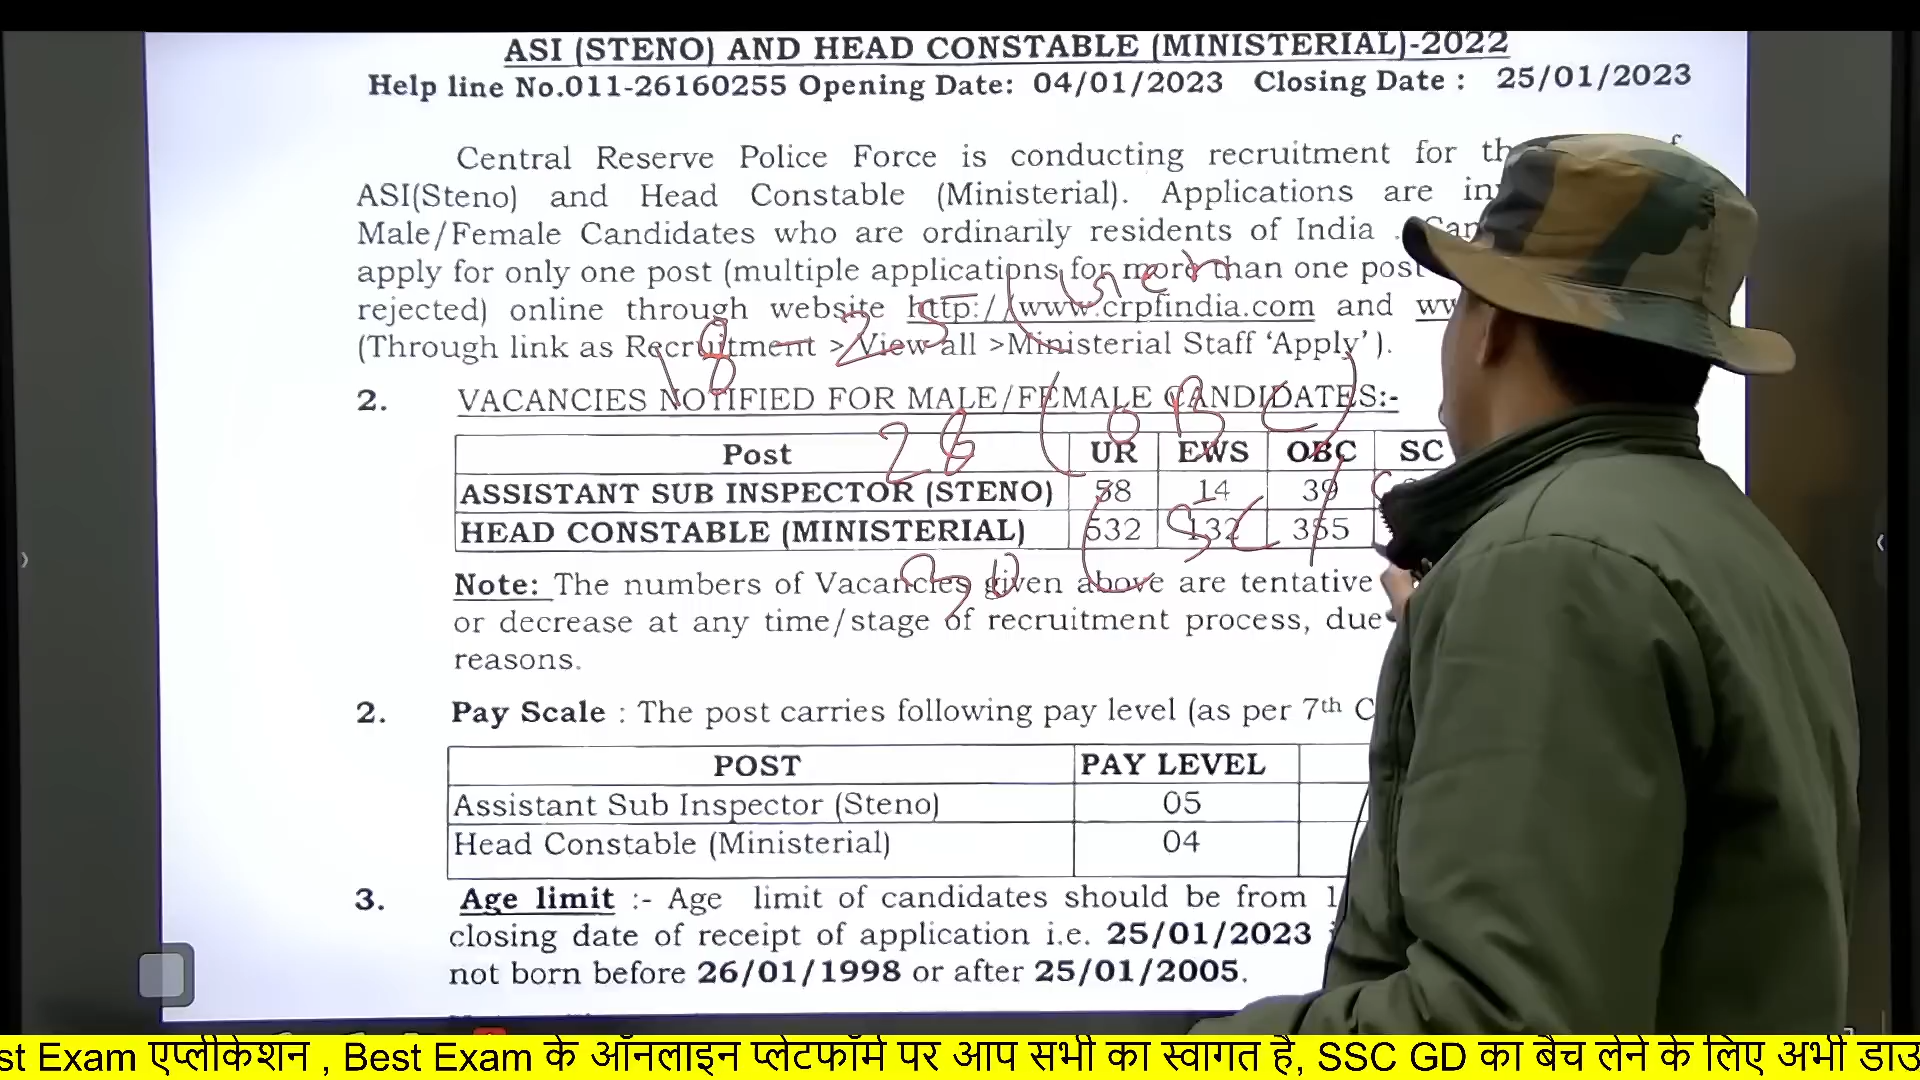 ASI (STENO) AND HEAD CONSTABLE (MINISTERIAL)-2022
Help line No.011-26160255 Opening Date: 04/01/2023 Closing Date : 25/01/2023
Central Reserve Police Force is conducting recruitment for
ASI(Steno) and Head Constable (Ministerial). Applications are
Male/Female Candidates who are ordinarily residents of India .
apply for only one post (multiple applications for more than one post
rejected) online through website http://www.crpfindia.com and
(Through link as Recruitment >View all >Ministerial Staff ‘Apply’ ).
2. VACANCIES NOTIFIED FOR MALE/FEMALE CANDIDATES:-
Post UR EWS OBC SC
ASSISTANT SUB INSPECTOR (STENO) 58 14 39
HEAD CONSTABLE (MINISTERIAL) 532 132 355
Note: The numbers of Vacancies given above are tentative
or decrease at any time/stage of recruitment process, due
reasons.
2. Pay Scale : The post carries following pay level (as per 7th C
POST PAY LEVEL
Assistant Sub Inspector (Steno) 05
Head Constable (Ministerial) 04
3. Age limit :- Age limit of candidates should be from
closing date of receipt of application i.e. 25/01/2023
not born before 26/01/1998 or after 25/01/2005.
18 - 25 (Gen
28 (OBC)
30 (SC/
st Exam एप्लीकेशन , Best Exam के ऑनलाइन प्लेटफॉर्म पर आप सभी का स्वागत है, SSC GD का बैच लेने के लिए अभी डाउ